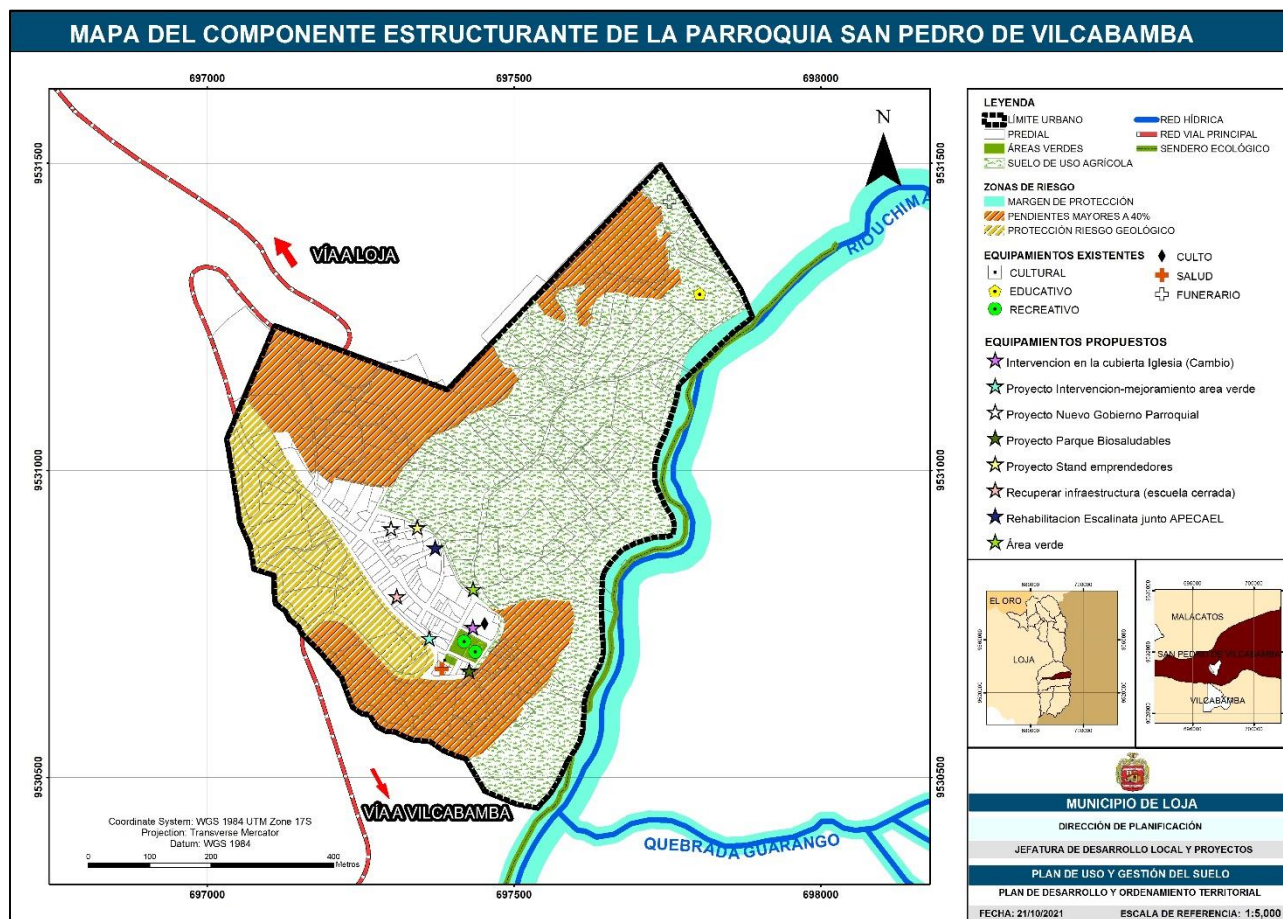 MAPA DEL COMPONENTE ESTRUCTURANTE DE LA PARROQUIA SAN PEDRO DE VILCABAMBA
697000
697500
698000
9531500
9531000
9530500
9531500
9531000
9530500
697000
697500
698000
N
VÍA A LOJA
VÍA A VILCABAMBA
RIO UCHIMA
QUEBRADA GUARANGO
Coordinate System: WGS 1984 UTM Zone 17S
Projection: Transverse Mercator
Datum: WGS 1984
0 100 200 400
Metros
LEYENDA
LÍMITE URBANO
PREDIAL
ÁREAS VERDES
SUELO DE USO AGRÍCOLA
RED HÍDRICA
RED VIAL PRINCIPAL
SENDERO ECOLÓGICO
ZONAS DE RIESGO
MARGEN DE PROTECCIÓN
PENDIENTES MAYORES A 40%
PROTECCIÓN RIESGO GEOLÓGICO
EQUIPAMIENTOS EXISTENTES
CULTURAL
EDUCATIVO
RECREATIVO
CULTO
SALUD
FUNERARIO
EQUIPAMIENTOS PROPUESTOS
Intervencion en la cubierta Iglesia (Cambio)
Proyecto Intervencion-mejoramiento area verde
Proyecto Nuevo Gobierno Parroquial
Proyecto Parque Biosaludables
Proyecto Stand emprendedores
Recuperar infraestructura (escuela cerrada)
Rehabilitacion Escalinata junto APECAEL
Área verde
EL ORO
LOJA
MALACATOS
SAN PEDRO DE VILCABAMBA
VILCABAMBA
MUNICIPIO DE LOJA
DIRECCIÓN DE PLANIFICACIÓN
JEFATURA DE DESARROLLO LOCAL Y PROYECTOS
PLAN DE USO Y GESTIÓN DEL SUELO
PLAN DE DESARROLLO Y ORDENAMIENTO TERRITORIAL
FECHA: 21/10/2021 ESCALA DE REFERENCIA: 1:5,000